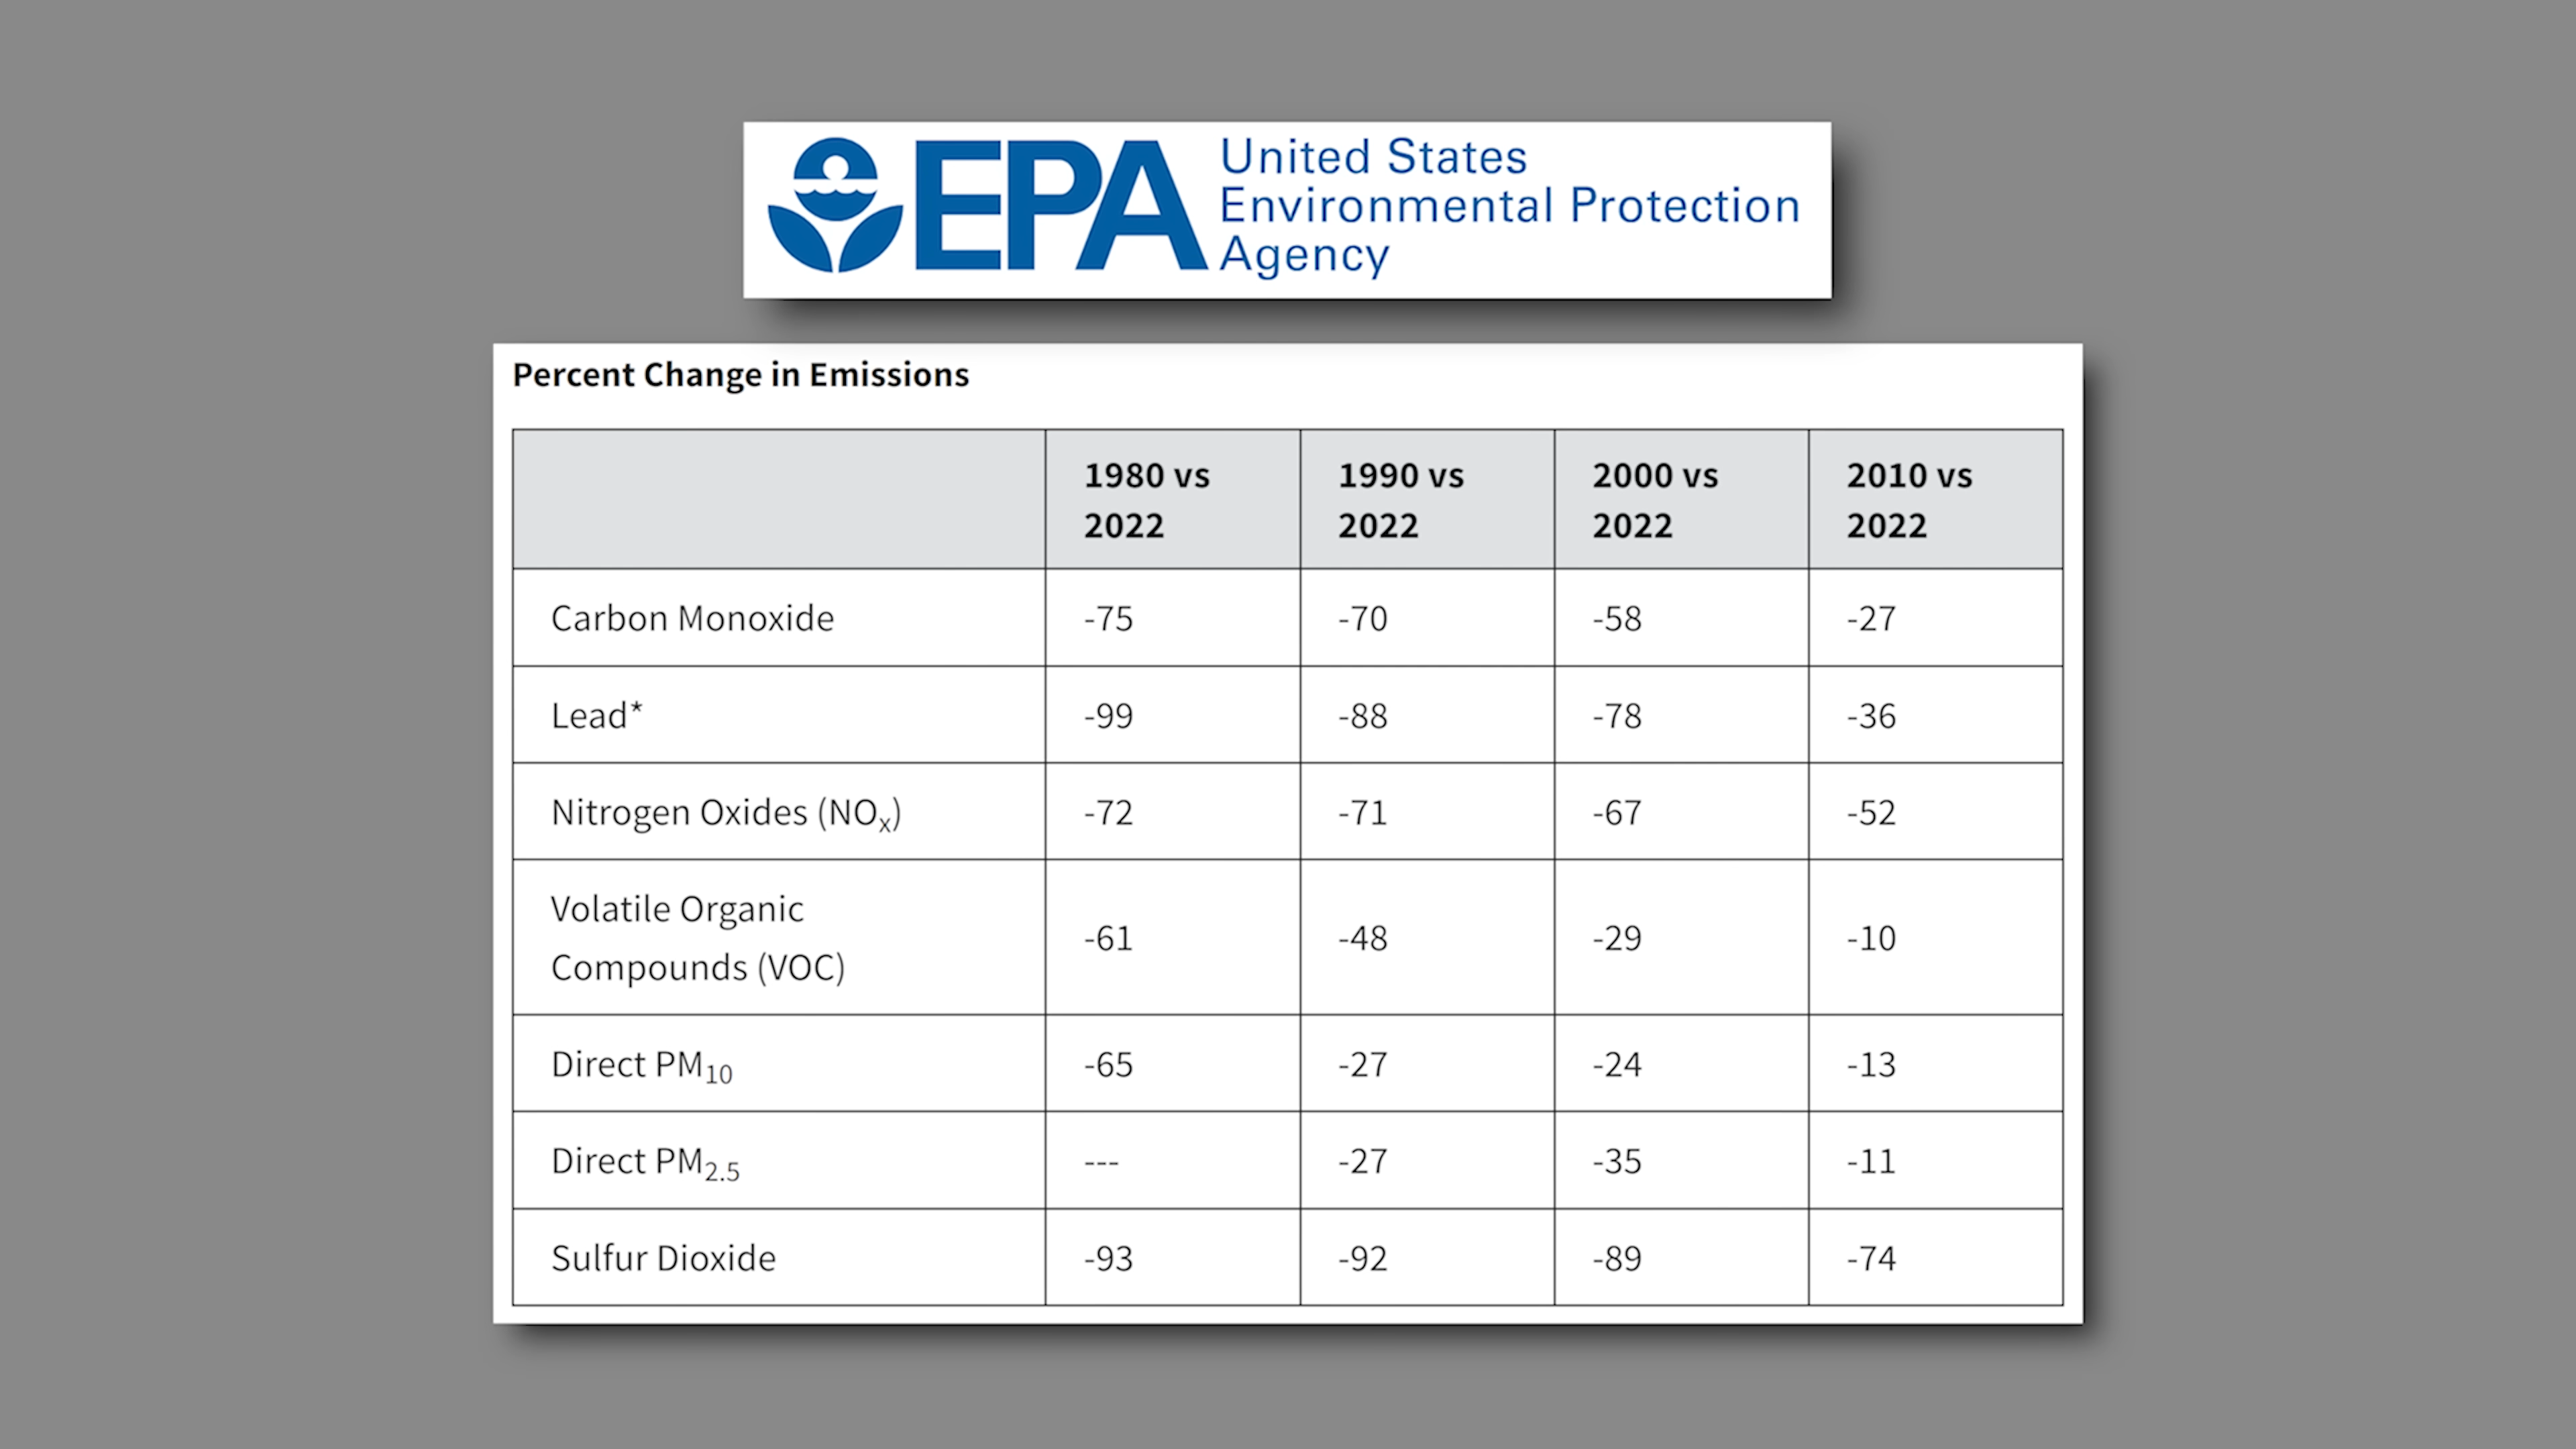 EPA
United States
Environmental Protection
Agency
Percent Change in Emissions
1980 vs 2022 1990 vs 2022 2000 vs 2022 2010 vs 2022
Carbon Monoxide -75 -70 -58 -27
Lead* -99 -88 -78 -36
Nitrogen Oxides (NOx) -72 -71 -67 -52
Volatile Organic Compounds (VOC) -61 -48 -29 -10
Direct PM10 -65 -27 -24 -13
Direct PM2.5 --- -27 -35 -11
Sulfur Dioxide -93 -92 -89 -74